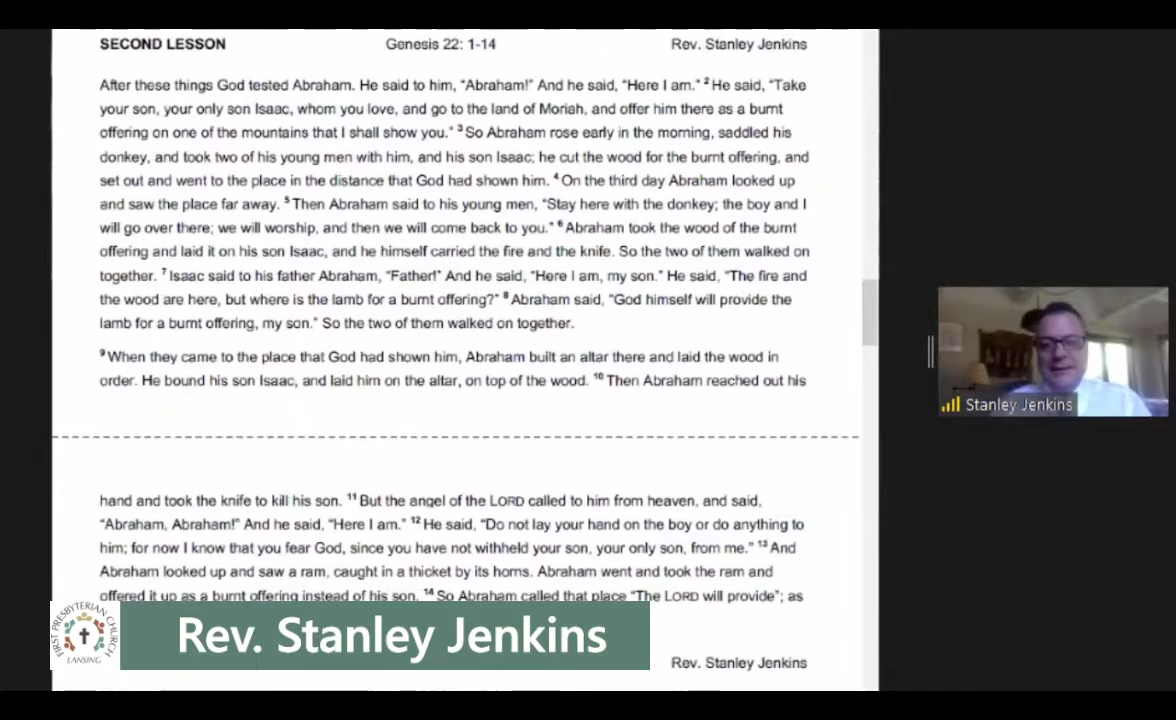 SECOND LESSON Genesis 22: 1-14 Rev. Stanley Jenkins
After these things God tested Abraham. He said to him, “Abraham!” And he said, “Here I am.” ² He said, “Take
your son, your only son Isaac, whom you love, and go to the land of Moriah, and offer him there as a burnt
offering on one of the mountains that I shall show you.” ³ So Abraham rose early in the morning, saddled his
donkey, and took two of his young men with him, and his son Isaac; he cut the wood for the burnt offering, and
set out and went to the place in the distance that God had shown him. ⁴ On the third day Abraham looked up
and saw the place far away. ⁵ Then Abraham said to his young men, “Stay here with the donkey; the boy and I
will go over there; we will worship, and then we will come back to you.” ⁶ Abraham took the wood of the burnt
offering and laid it on his son Isaac, and he himself carried the fire and the knife. So the two of them walked on
together. ⁷ Isaac said to his father Abraham, “Father!” And he said, “Here I am, my son.” He said, “The fire and
the wood are here, but where is the lamb for a burnt offering?” ⁸ Abraham said, “God himself will provide the
lamb for a burnt offering, my son.” So the two of them walked on together.
⁹ When they came to the place that God had shown him, Abraham built an altar there and laid the wood in
order. He bound his son Isaac, and laid him on the altar, on top of the wood. ¹⁰ Then Abraham reached out his
hand and took the knife to kill his son. ¹¹ But the angel of the LORD called to him from heaven, and said,
“Abraham, Abraham!” And he said, “Here I am.” ¹² He said, “Do not lay your hand on the boy or do anything to
him; for now I know that you fear God, since you have not withheld your son, your only son, from me.” ¹³ And
Abraham looked up and saw a ram, caught in a thicket by its horns. Abraham went and took the ram and
offered it up as a burnt offering instead of his son. ¹⁴ So Abraham called that place “The LORD will provide”; as
Rev. Stanley Jenkins
Stanley Jenkins
FIRST PRESBYTERIAN CHURCH
LANSING
Rev. Stanley Jenkins